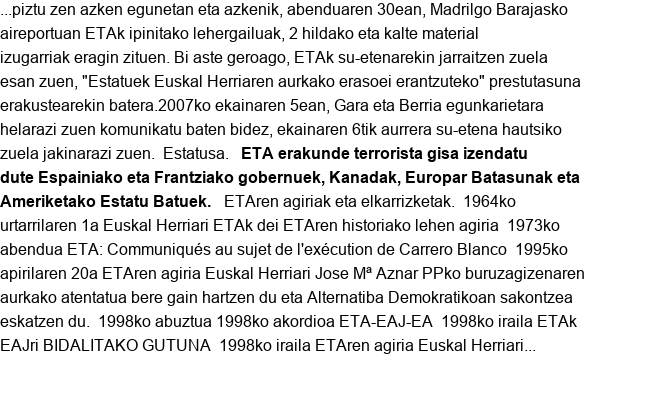 ...piztu zen azken egunetan eta azkenik, abenduaren 30ean, Madrilgo Barajasko
aireportuan ETAk ipinitako lehergailuak, 2 hildako eta kalte material
izugarriak eragin zituen. Bi aste geroago, ETAk su-etenarekin jarraitzen zuela
esan zuen, "Estatuek Euskal Herriaren aurkako erasoei erantzuteko" prestutasuna
erakustearekin batera.2007ko ekainaren 5ean, Gara eta Berria egunkarietara
helarazi zuen komunikatu baten bidez, ekainaren 6tik aurrera su-etena hautsiko
zuela jakinarazi zuen.  Estatusa.   ETA erakunde terrorista gisa izendatu
dute Espainiako eta Frantziako gobernuek, Kanadak, Europar Batasunak eta
Ameriketako Estatu Batuek.   ETAren agiriak eta elkarrizketak.  1964ko
urtarrilaren 1a Euskal Herriari ETAk dei ETAren historiako lehen agiria  1973ko
abendua ETA: Communiqués au sujet de l'exécution de Carrero Blanco  1995ko
apirilaren 20a ETAren agiria Euskal Herriari Jose Mª Aznar PPko buruzagizenaren
aurkako atentatua bere gain hartzen du eta Alternatiba Demokratikoan sakontzea
eskatzen du.  1998ko abuztua 1998ko akordioa ETA-EAJ-EA  1998ko iraila ETAk
EAJri BIDALITAKO GUTUNA  1998ko iraila ETAren agiria Euskal Herriari...